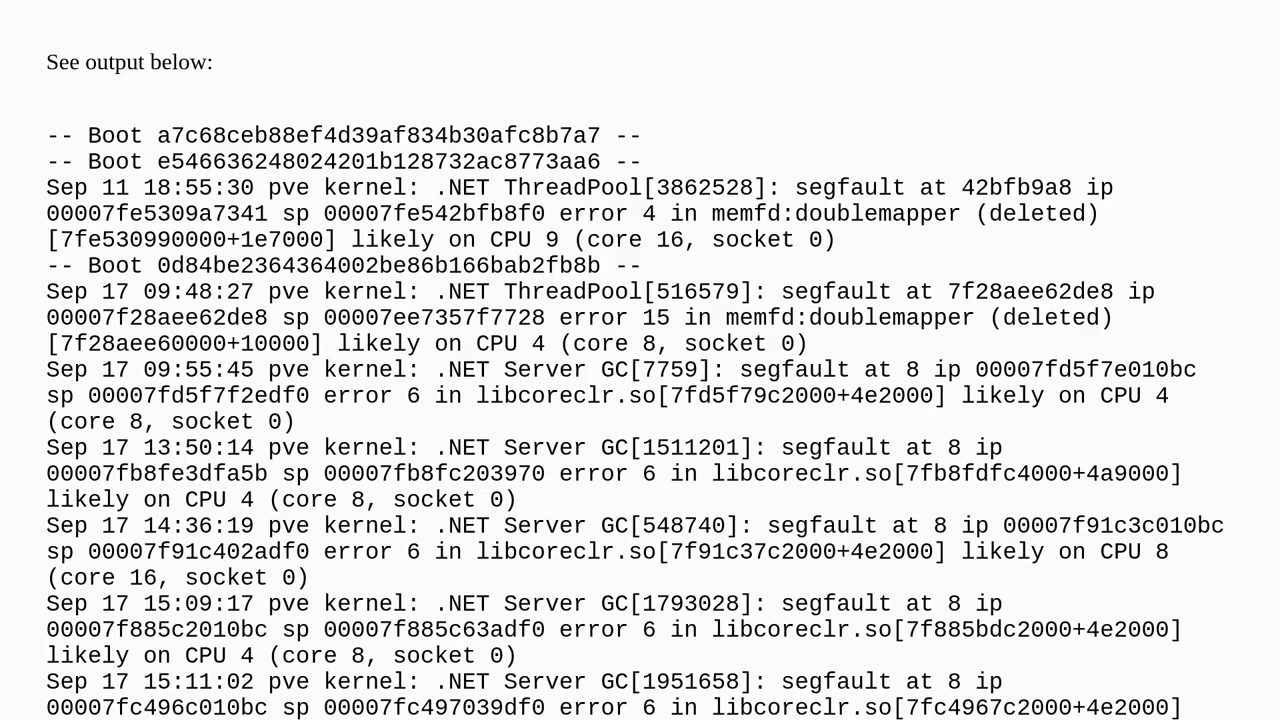 See output below:
-- Boot a7c68ceb88ef4d39af834b30afc8b7a7 --
-- Boot e546636248024201b128732ac8773aa6 --
Sep 11 18:55:30 pve kernel: .NET ThreadPool[3862528]: segfault at 42bfb9a8 ip
00007fe5309a7341 sp 00007fe542bfb8f0 error 4 in memfd:doublemapper (deleted)
[7fe530990000+1e7000] likely on CPU 9 (core 16, socket 0)
-- Boot 0d84be2364364002be86b166bab2fb8b --
Sep 17 09:48:27 pve kernel: .NET ThreadPool[516579]: segfault at 7f28aee62de8 ip
00007f28aee62de8 sp 00007ee7357f7728 error 15 in memfd:doublemapper (deleted)
[7f28aee60000+10000] likely on CPU 4 (core 8, socket 0)
Sep 17 09:55:45 pve kernel: .NET Server GC[7759]: segfault at 8 ip 00007fd5f7e010bc
sp 00007fd5f7f2edf0 error 6 in libcoreclr.so[7fd5f79c2000+4e2000] likely on CPU 4
(core 8, socket 0)
Sep 17 13:50:14 pve kernel: .NET Server GC[1511201]: segfault at 8 ip
00007fb8fe3dfa5b sp 00007fb8fc203970 error 6 in libcoreclr.so[7fb8fdfc4000+4a9000]
likely on CPU 4 (core 8, socket 0)
Sep 17 14:36:19 pve kernel: .NET Server GC[548740]: segfault at 8 ip 00007f91c3c010bc
sp 00007f91c402adf0 error 6 in libcoreclr.so[7f91c37c2000+4e2000] likely on CPU 8
(core 16, socket 0)
Sep 17 15:09:17 pve kernel: .NET Server GC[1793028]: segfault at 8 ip
00007f885c2010bc sp 00007f885c63adf0 error 6 in libcoreclr.so[7f885bdc2000+4e2000]
likely on CPU 4 (core 8, socket 0)
Sep 17 15:11:02 pve kernel: .NET Server GC[1951658]: segfault at 8 ip
00007fc496c010bc sp 00007fc497039df0 error 6 in libcoreclr.so[7fc4967c2000+4e2000]